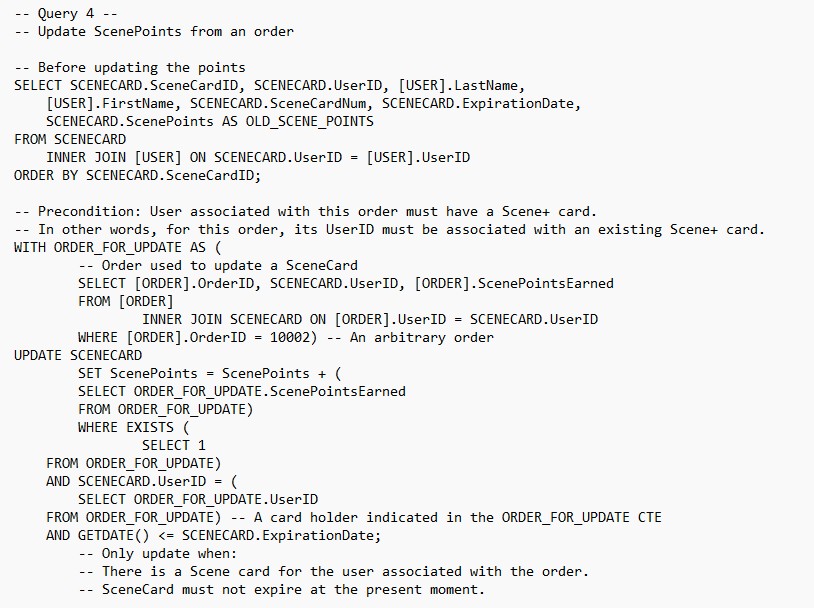 -- Query 4 --
-- Update ScenePoints from an order

-- Before updating the points
SELECT SCENECARD.SceneCardID, SCENECARD.UserID, [USER].LastName,
    [USER].FirstName, SCENECARD.SceneCardNum, SCENECARD.ExpirationDate,
    SCENECARD.ScenePoints AS OLD_SCENE_POINTS
FROM SCENECARD
    INNER JOIN [USER] ON SCENECARD.UserID = [USER].UserID
ORDER BY SCENECARD.SceneCardID;

-- Precondition: User associated with this order must have a Scene+ card.
-- In other words, for this order, its UserID must be associated with an existing Scene+ card.
WITH ORDER_FOR_UPDATE AS (
        -- Order used to update a SceneCard
        SELECT [ORDER].OrderID, SCENECARD.UserID, [ORDER].ScenePointsEarned
        FROM [ORDER]
                INNER JOIN SCENECARD ON [ORDER].UserID = SCENECARD.UserID
        WHERE [ORDER].OrderID = 10002) -- An arbitrary order
UPDATE SCENECARD
        SET ScenePoints = ScenePoints + (
        SELECT ORDER_FOR_UPDATE.ScenePointsEarned
        FROM ORDER_FOR_UPDATE)
        WHERE EXISTS (
                SELECT 1
    FROM ORDER_FOR_UPDATE)
    AND SCENECARD.UserID = (
        SELECT ORDER_FOR_UPDATE.UserID
    FROM ORDER_FOR_UPDATE) -- A card holder indicated in the ORDER_FOR_UPDATE CTE
    AND GETDATE() <= SCENECARD.ExpirationDate;
        -- Only update when:
        -- There is a Scene card for the user associated with the order.
        -- SceneCard must not expire at the present moment.